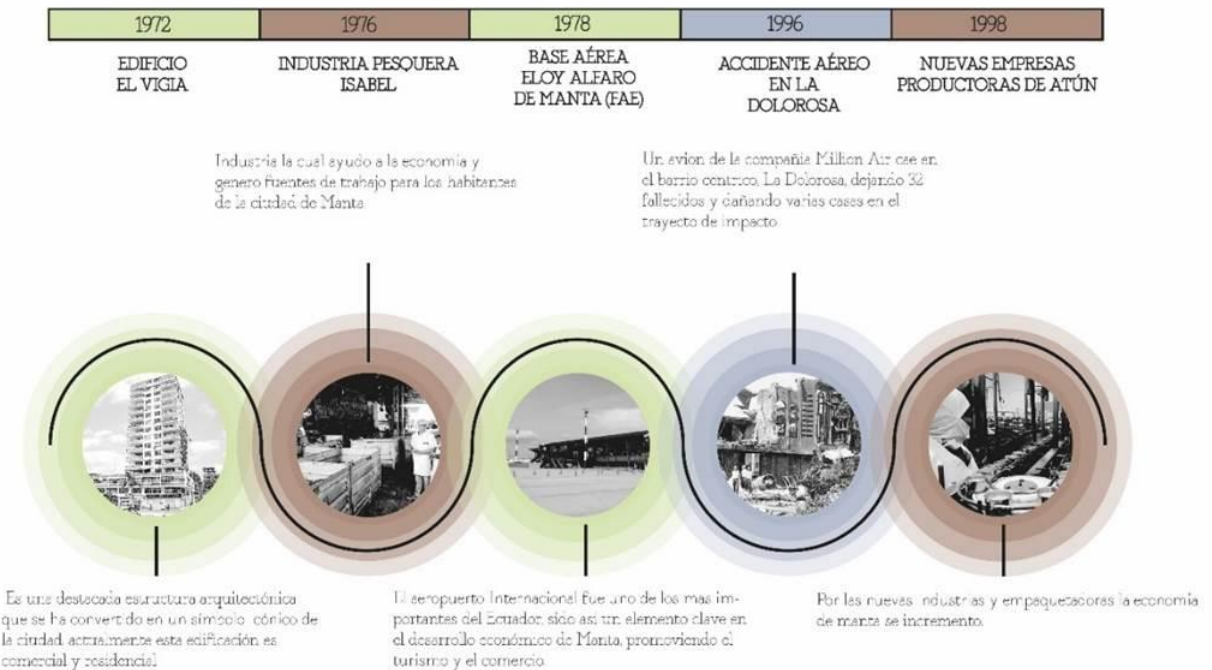 1972
1976
1978
1996
1998
EDIFICIO
EL VIGIA
INDUSTRIA PESQUERA
ISABEL
BASE AÉREA
ELOY ALFARO
DE MANTA (FAE)
ACCIDENTE AÉREO
EN LA
DOLOROSA
NUEVAS EMPRESAS
PRODUCTORAS DE ATÚN
Industria la cual ayudo a la economía y
genero fuentes de trabajo para los habitantes
de la ciudad de Manta.
Un avion de la compañía Million Air cae en
el barrio centrico, La Dolorosa, dejando 32
fallecidos y dañando varias casas en el
trayecto de impacto
Es una destacada estructura arquitectónica
que se ha convertido en un símbolo icónico de
la ciudad, actualmente esta edificación es
comercial y residencial
El aeropuerto Internacional fue uno de los mas im-
portantes del Ecuador, sido asi un elemento clave en
el desarrollo económico de Manta, promoviendo el
turismo y el comercio.
Por las nuevas industrias y empaquetadoras la economía
de manta se incremento.